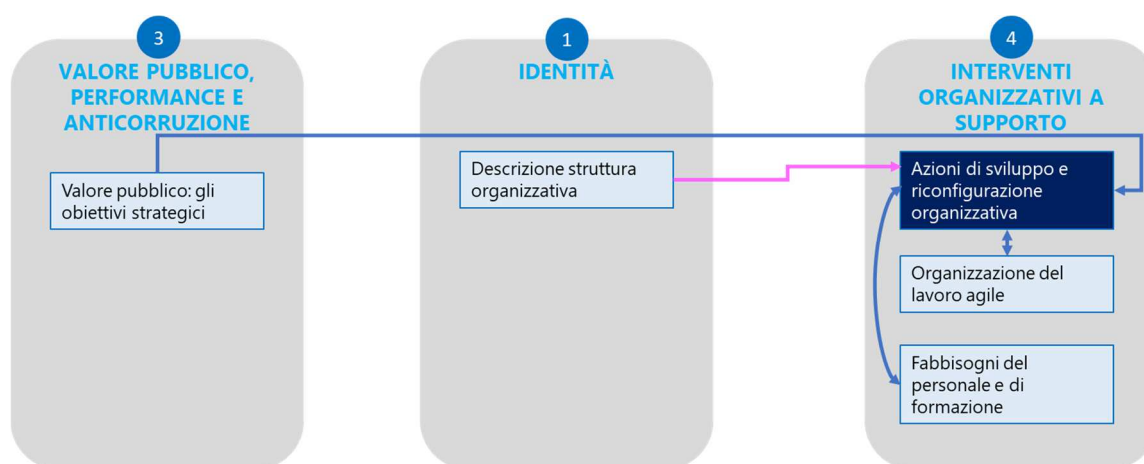 3
VALORE PUBBLICO,
PERFORMANCE E
ANTICORRUZIONE
Valore pubblico: gli
obiettivi strategici
1
IDENTITÀ
Descrizione struttura
organizzativa
4
INTERVENTI
ORGANIZZATIVI A
SUPPORTO
Azioni di sviluppo e
riconfigurazione
organizzativa
Organizzazione del
lavoro agile
Fabbisogni del
personale e di
formazione